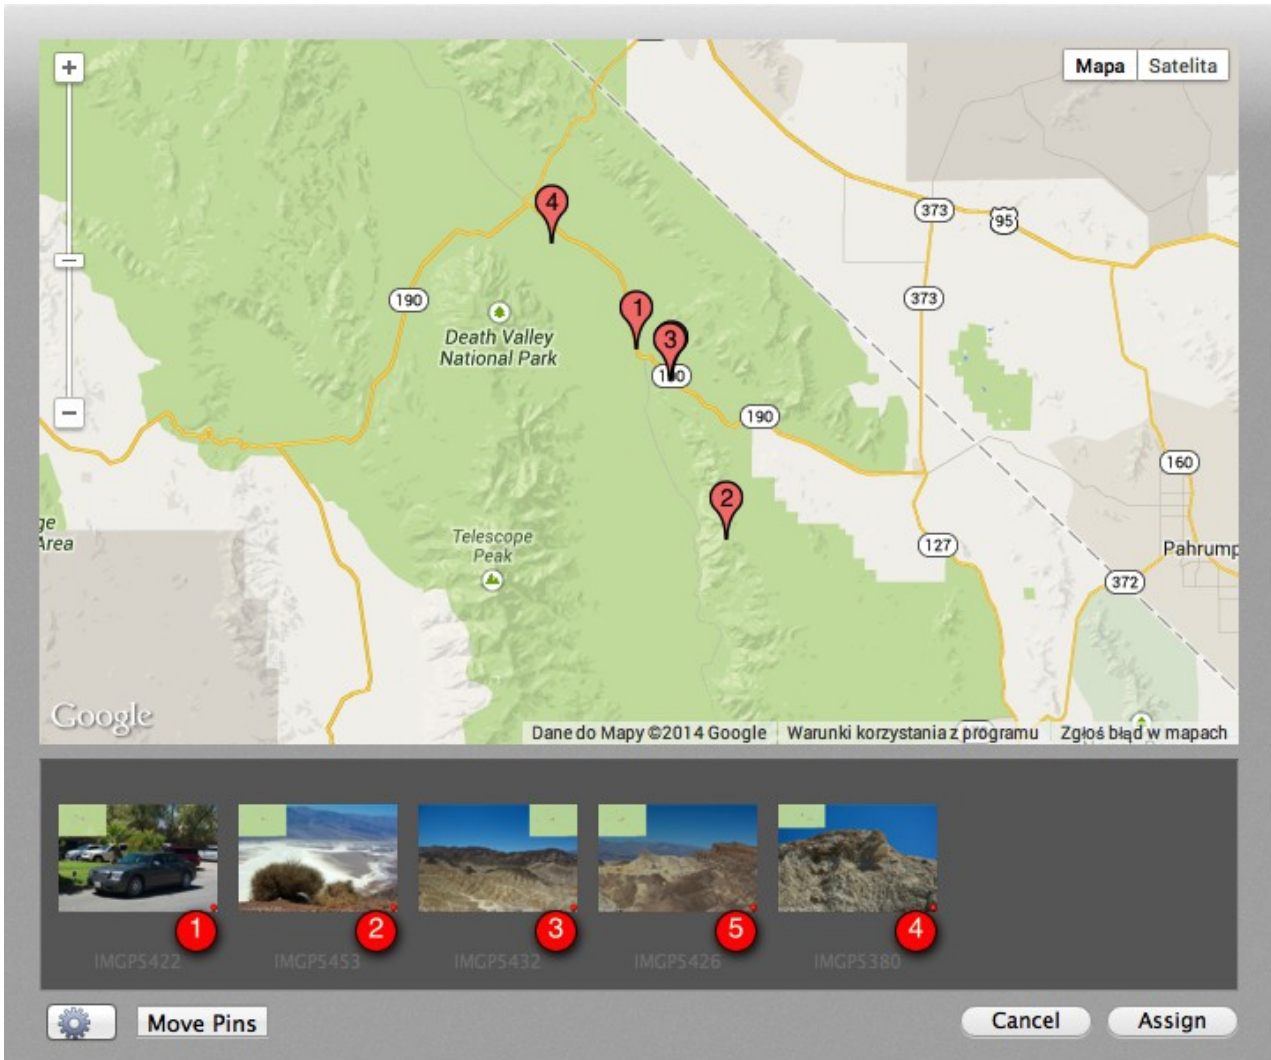 +
Mapa Satelita
4
373
95
1
373
190
Death Valley
National Park
3
190
160
2
ge
Area
Telescope
Peak
127
Pahrump
372
Google
Dane do Mapy ©2014 Google Warunki korzystania z programu Zgłoś błąd w mapach
1 2 3 5 4
IMGP5422 IMGP5453 IMGP5432 IMGP5426 IMGP5380
Move Pins Cancel Assign